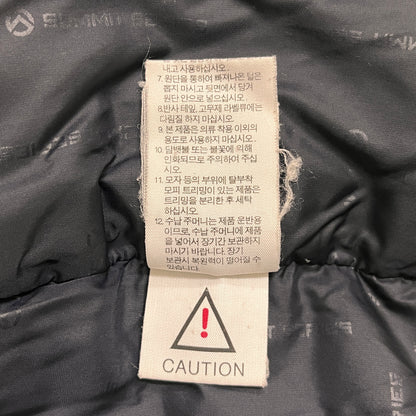 SUMMIT SERIES
내고 사용하십시오.
7. 원단을 통하여 빠져나온 털은
뽑지 마시고 뒷면에서 당겨
원단 안으로 넣으십시오.
8.반사 테잎, 고무제 라벨류에는
다림질 하지 마십시오.
9. 본 제품은 의류 착용 이외의
용도로 사용하지 마십시오.
10. 담뱃불 또는 불꽃에 의해
인화되므로 주의하여 주십
시오.
11. 모자 등의 부위에 탈부착
모피 트리밍이 있는 제품은
트리밍을 분리한 후 세탁
하십시오.
12. 수납 주머니는 제품 운반용
이므로, 수납 주머니에 제품
을 넣어서 장기간 보관하지
마시기 바랍니다. 장기
보관시 복원력이 떨어질 수
있습니다.
!
CAUTION